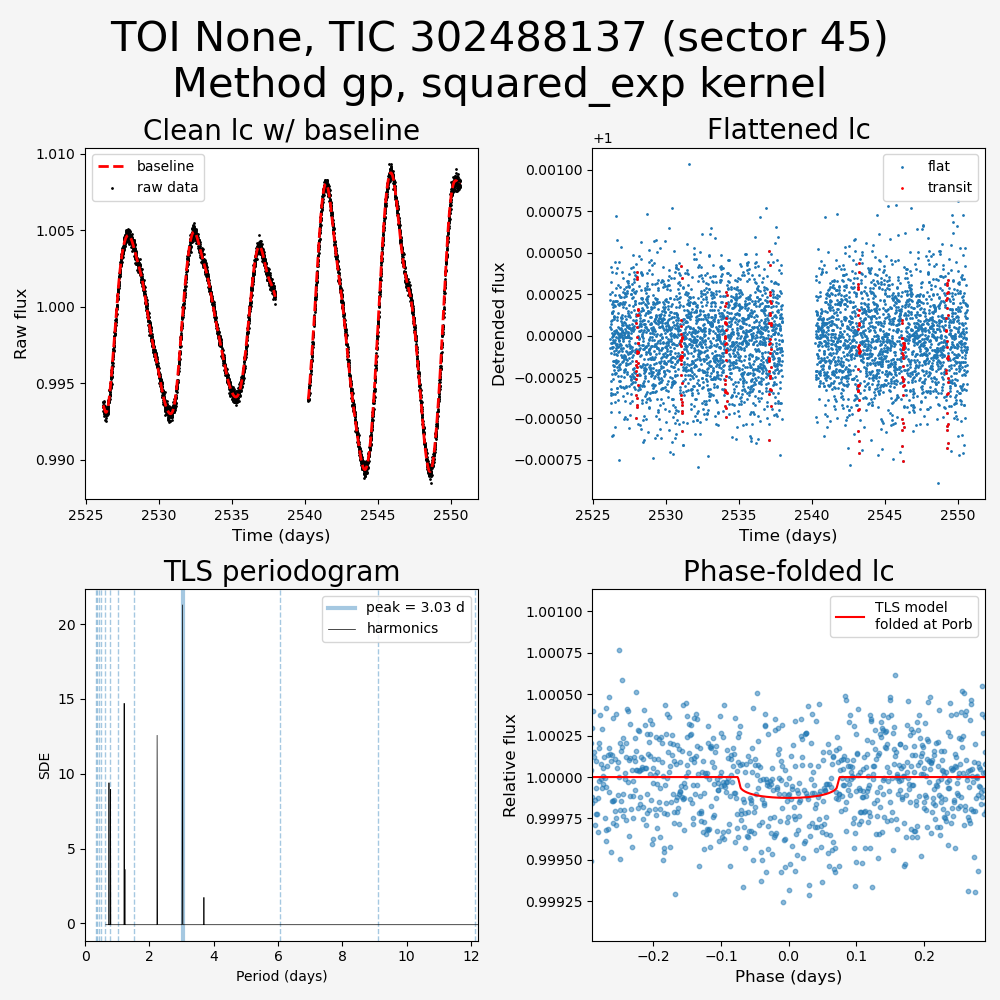 TOI None, TIC 302488137 (sector 45)
Method gp, squared_exp kernel
Clean lc w/ baseline
1.010
1.005
1.000
0.995
0.990
Raw flux
baseline
raw data
2525
2530
2535
2540
2545
2550
Time (days)
Flattened lc
+1
0.00100
0.00075
0.00050
0.00025
0.00000
−0.00025
−0.00050
−0.00075
Detrended flux
flat
transit
2525
2530
2535
2540
2545
2550
Time (days)
TLS periodogram
20
15
10
5
0
SDE
peak = 3.03 d
harmonics
0
2
4
6
8
10
12
Period (days)
Phase-folded lc
1.00100
1.00075
1.00050
1.00025
1.00000
0.99975
0.99950
0.99925
Relative flux
TLS model
folded at Porb
−0.2
−0.1
0.0
0.1
0.2
Phase (days)